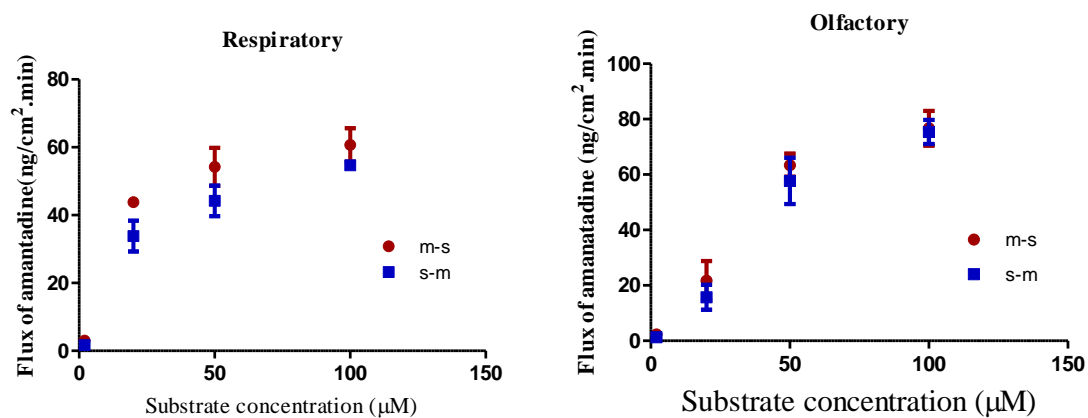 Respiratory
Flux of amantadine(ng/cm².min)
80
60
40
20
0
0
50
100
150
Substrate concentration (µM)
m-s
s-m
Olfactory
Flux of amanatadine (ng/cm².min)
100
80
60
40
20
0
0
50
100
150
Substrate concentration (µM)
m-s
s-m